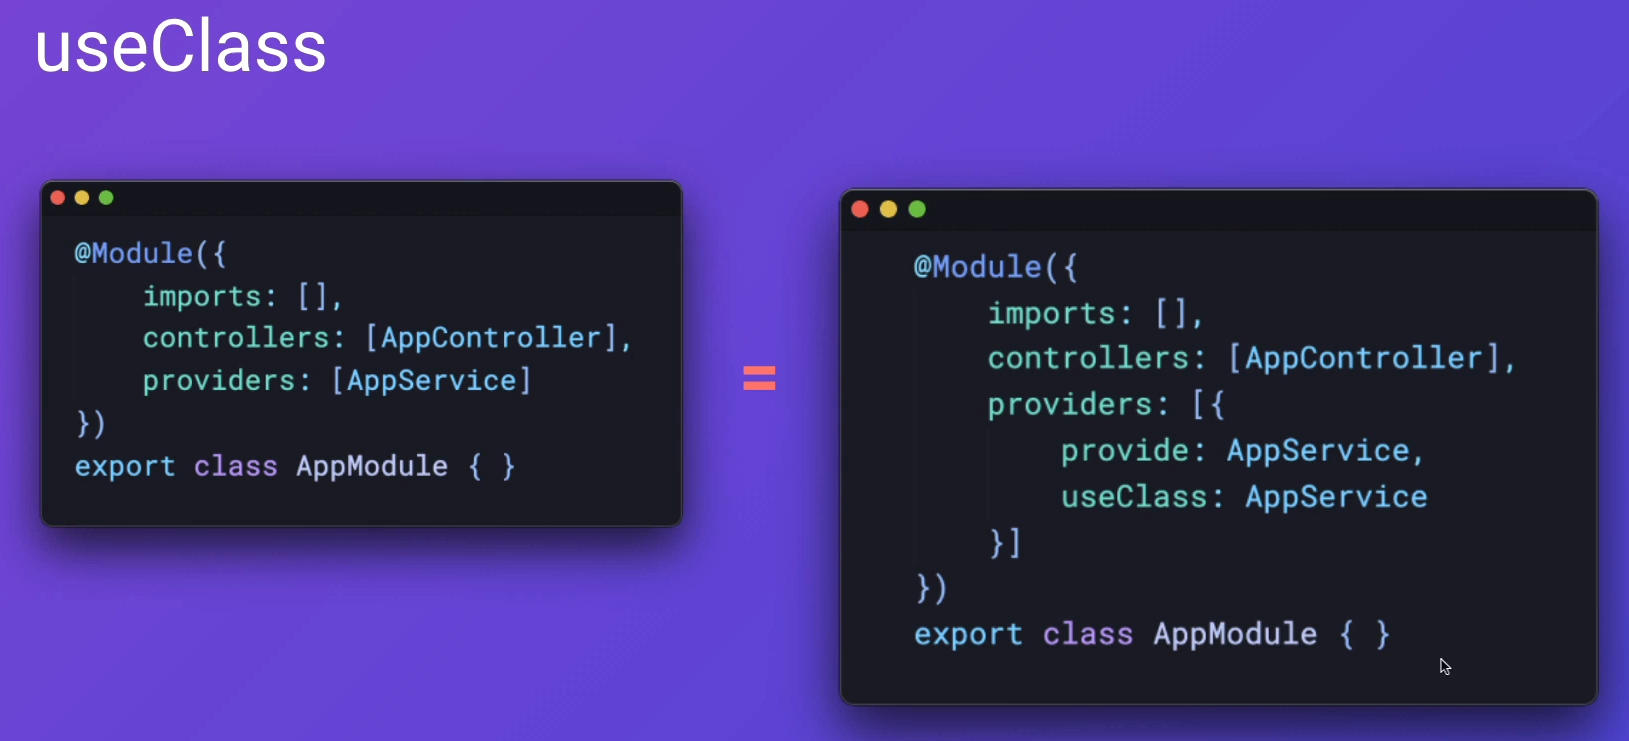 useClass
@Module({
    imports: [],
    controllers: [AppController],
    providers: [AppService]
})
export class AppModule { }
=
@Module({
    imports: [],
    controllers: [AppController],
    providers: [{
        provide: AppService,
        useClass: AppService
    }]
})
export class AppModule { }